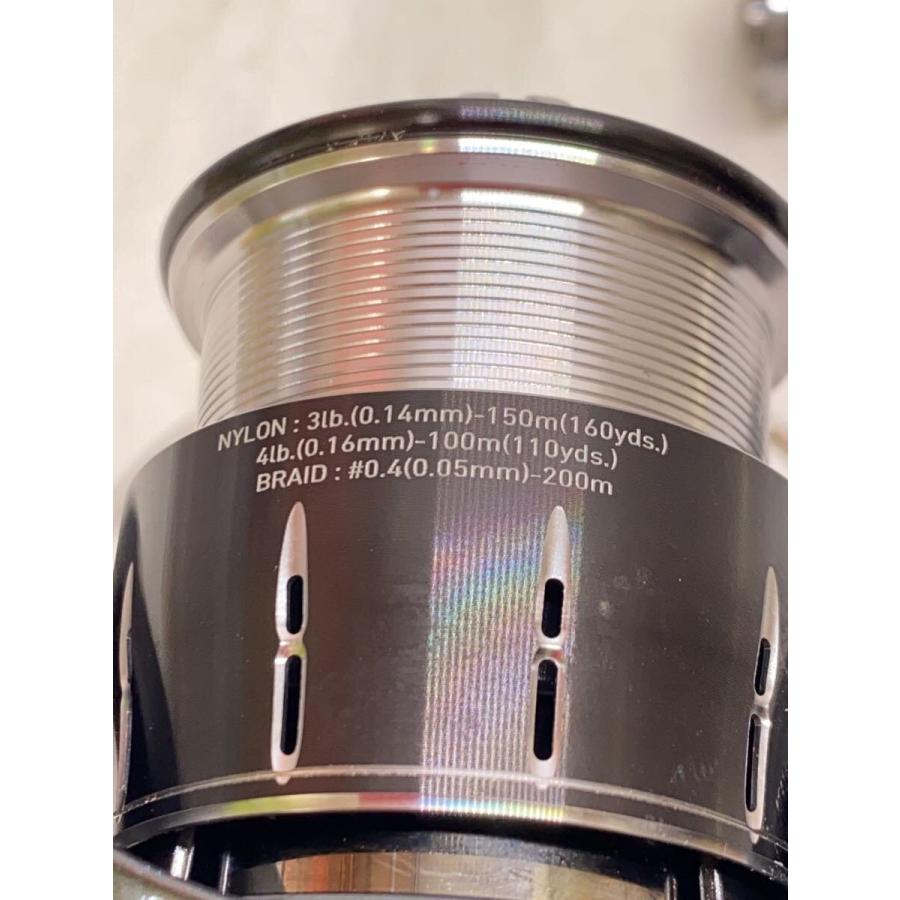 NYLON : 3lb.(0.14mm)-150m(160yds.)
4lb.(0.16mm)-100m(110yds.)
BRAID : #0.4(0.05mm)-200m